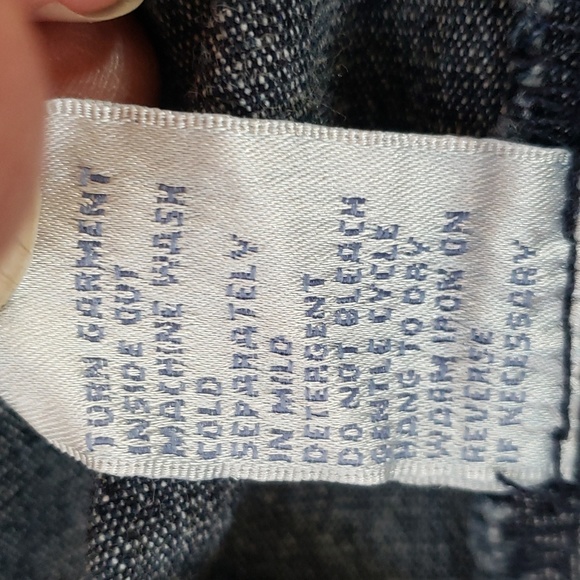 TURN GARMENT
INSIDE OUT
MACHINE WASH
COLD
SEPARATELY
IN MILD
DETERGENT
DO NOT BLEACH
GENTLE CYCLE
HANG TO DRY
WARM IRON ON
REVERSE
IF NECESSARY